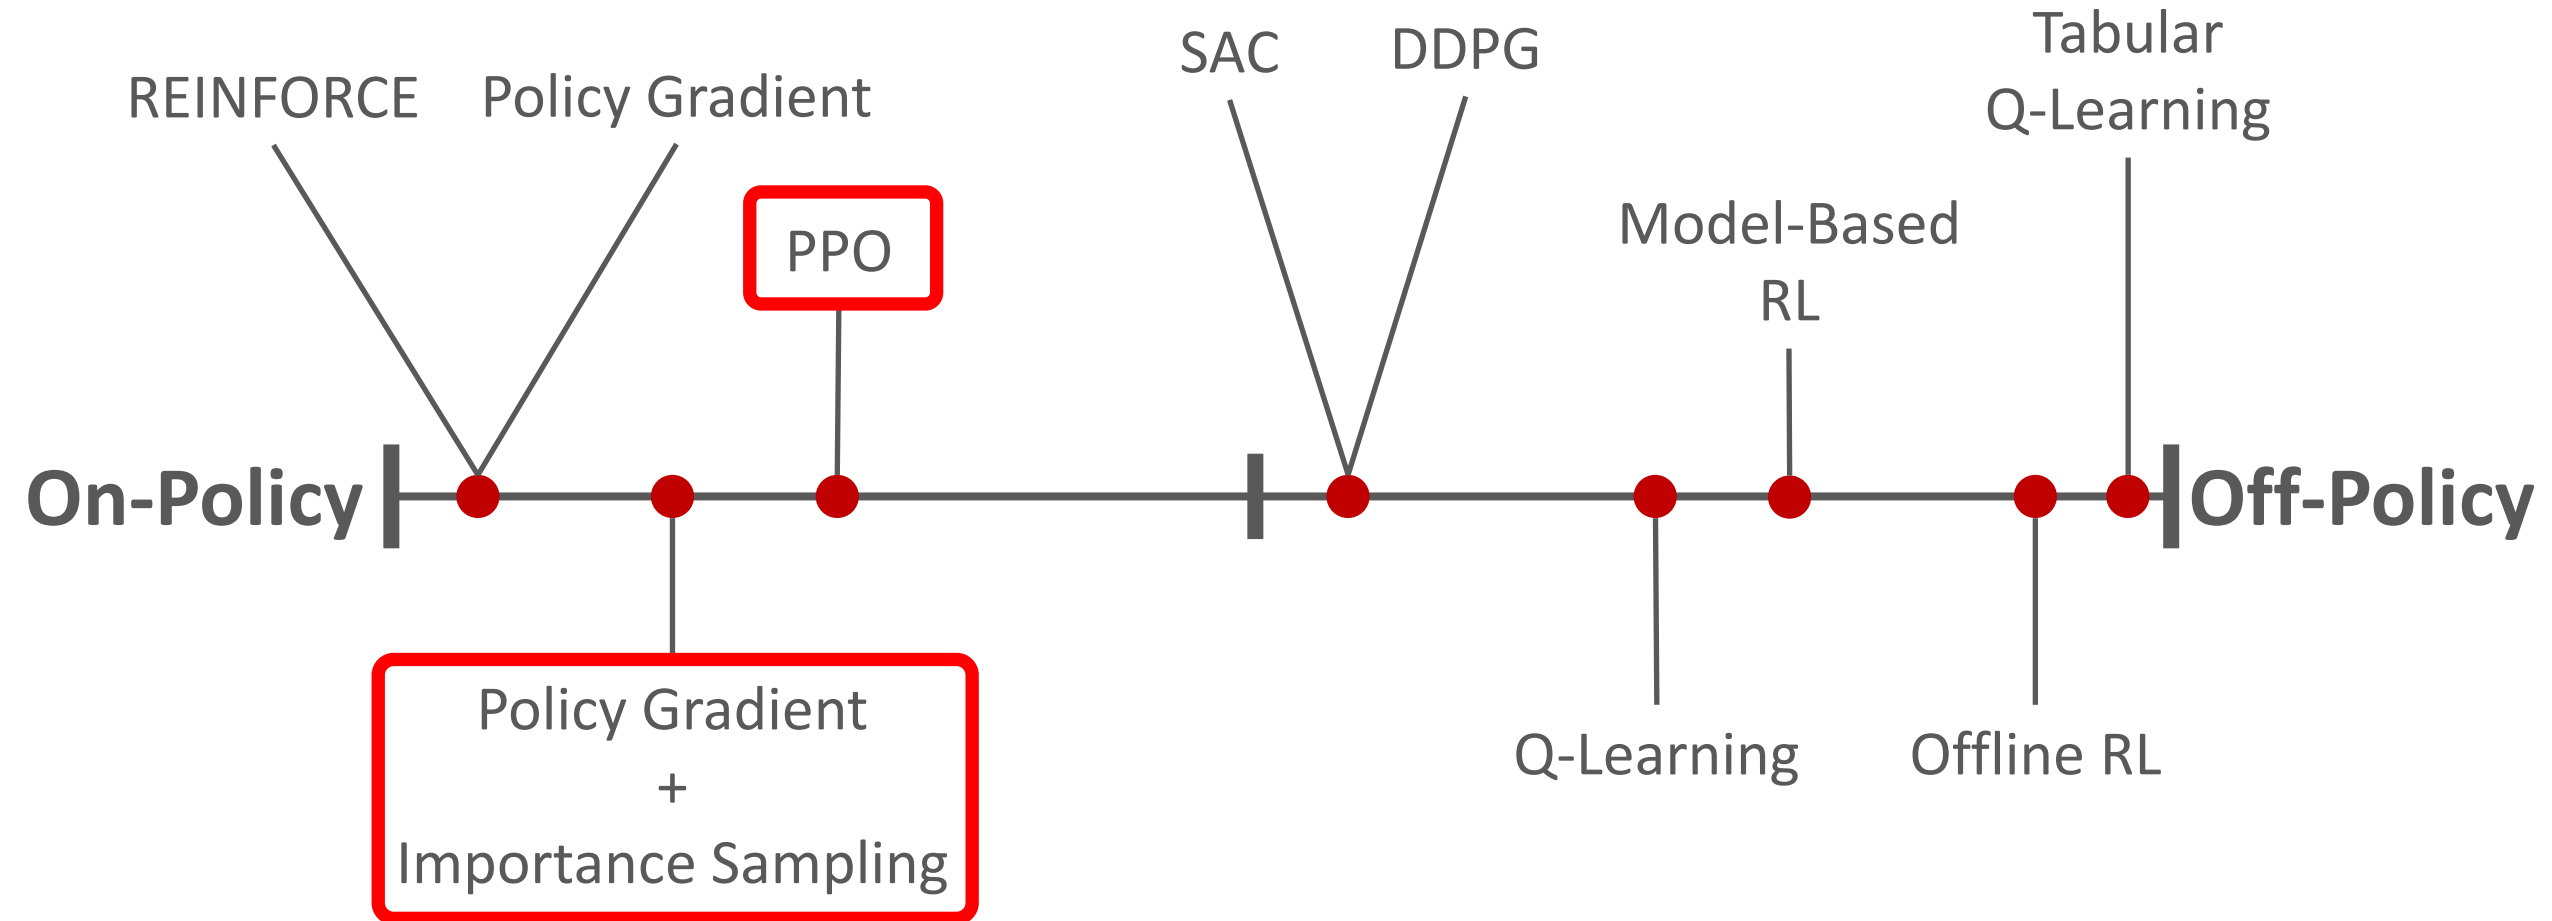 REINFORCE
Policy Gradient
PPO
SAC
DDPG
Model-Based
RL
Tabular
Q-Learning
On-Policy
Off-Policy
Policy Gradient
+
Importance Sampling
Q-Learning
Offline RL